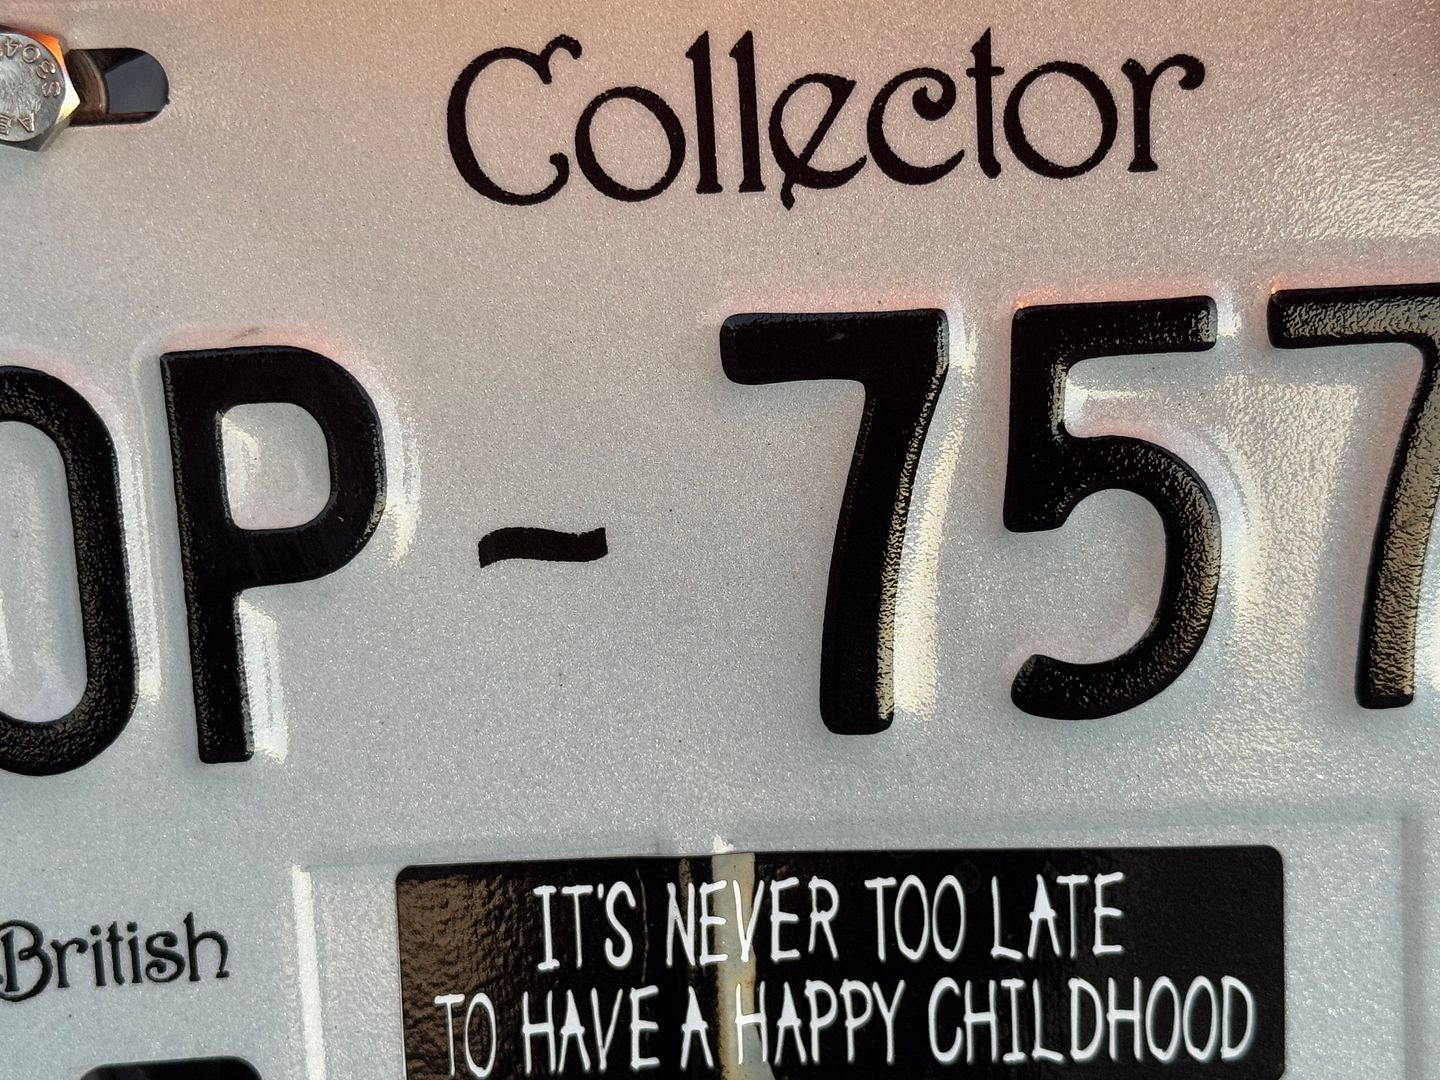 Collector
OP - 757
British
IT'S NEVER TOO LATE
TO HAVE A HAPPY CHILDHOOD